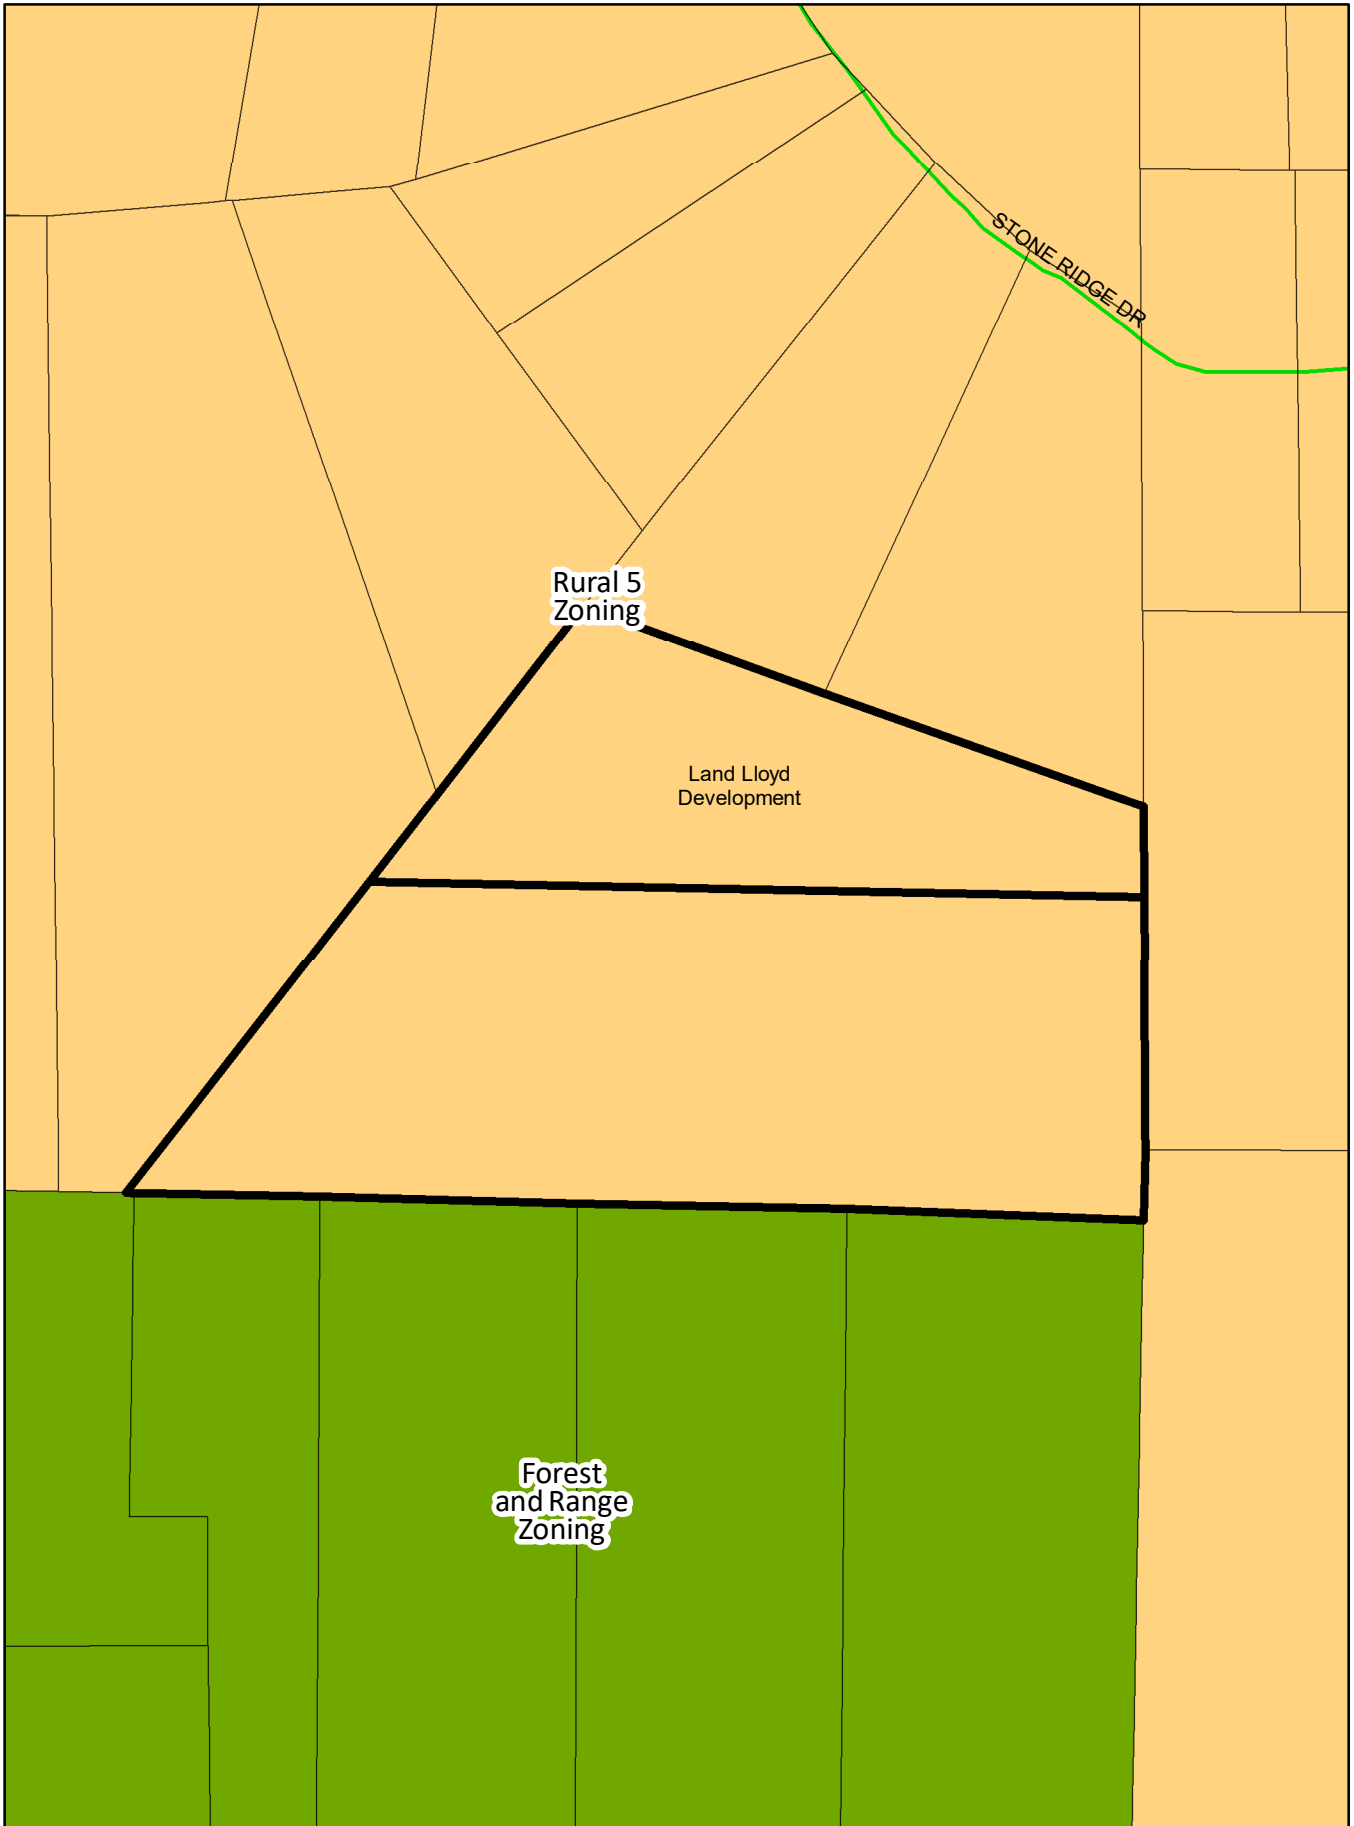 STONE RIDGE DR
Rural 5
Zoning
Land Lloyd
Development
Forest
and Range
Zoning